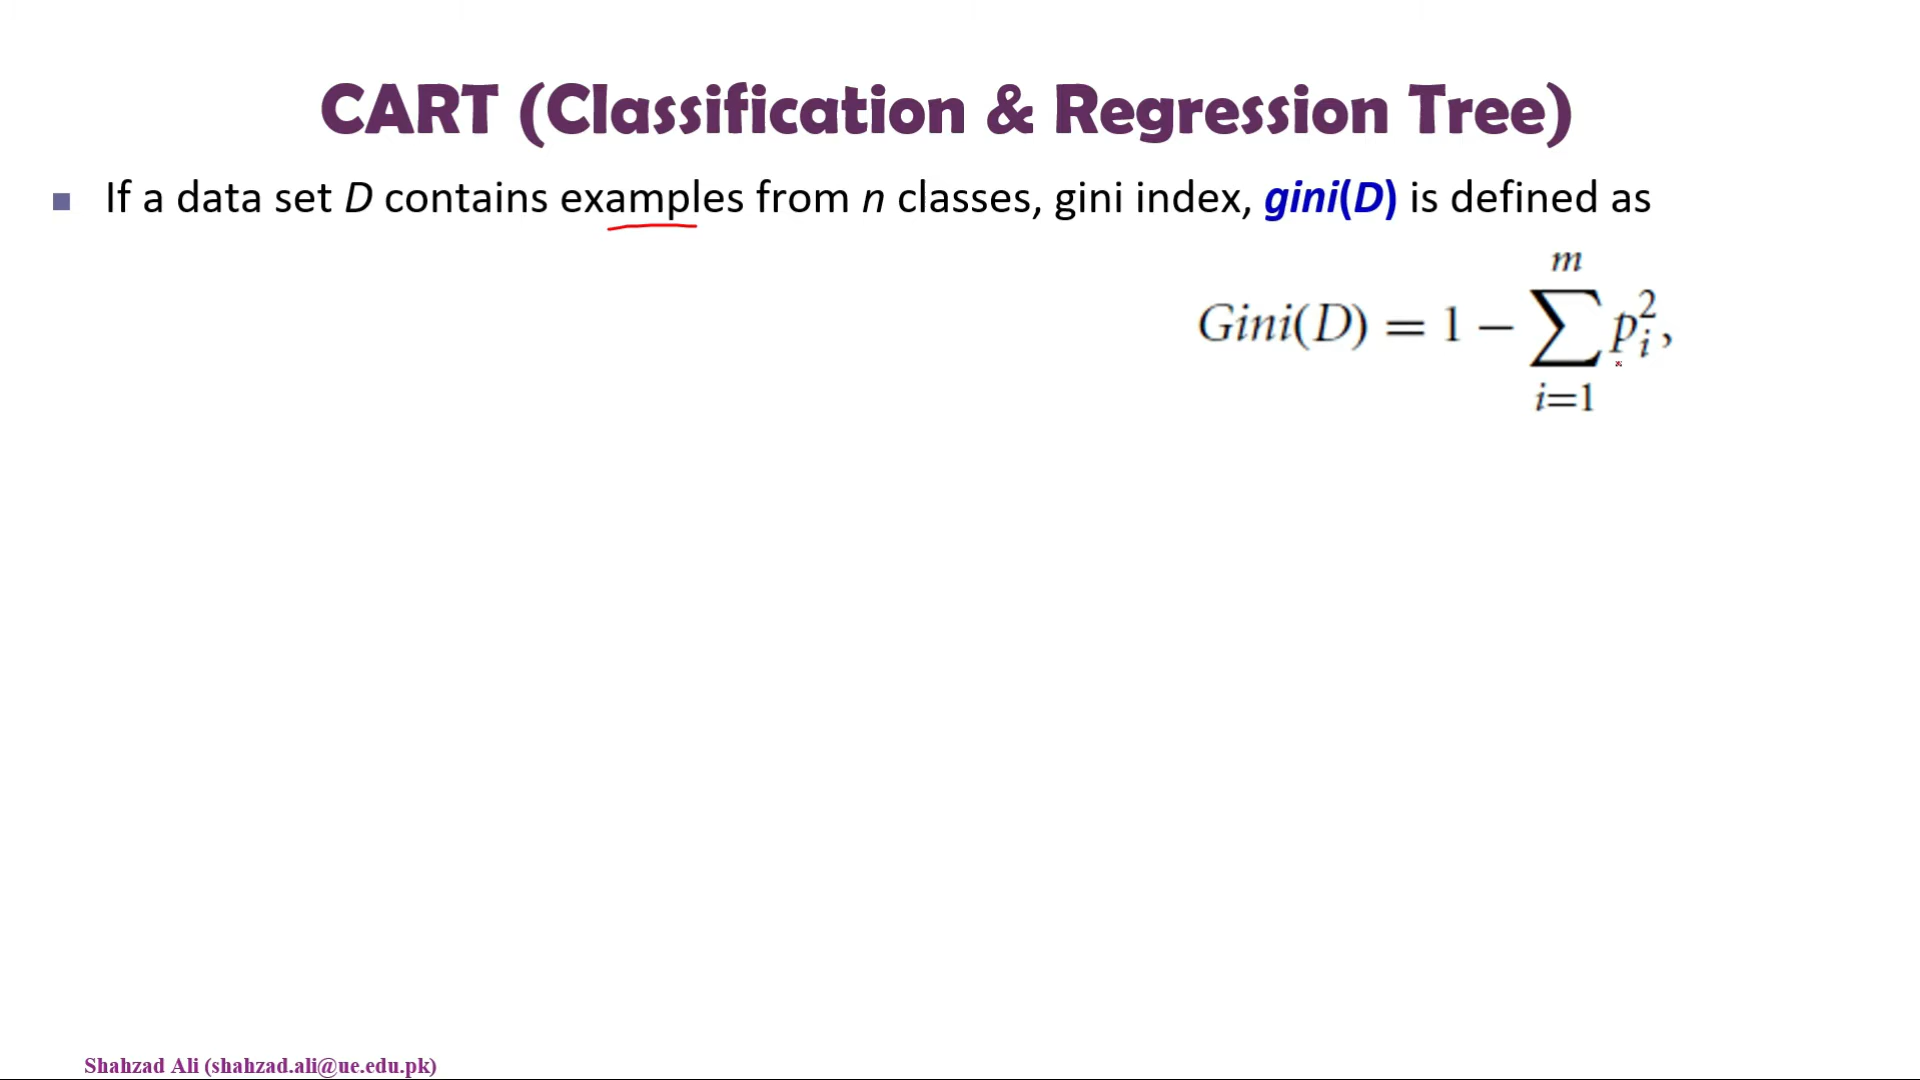 CART (Classification & Regression Tree)
If a data set D contains examples from n classes, gini index, gini(D) is defined as
Gini(D) = 1 − ∑_{i=1}^{m} p_i^2,
Shahzad Ali (shahzad.ali@ue.edu.pk)